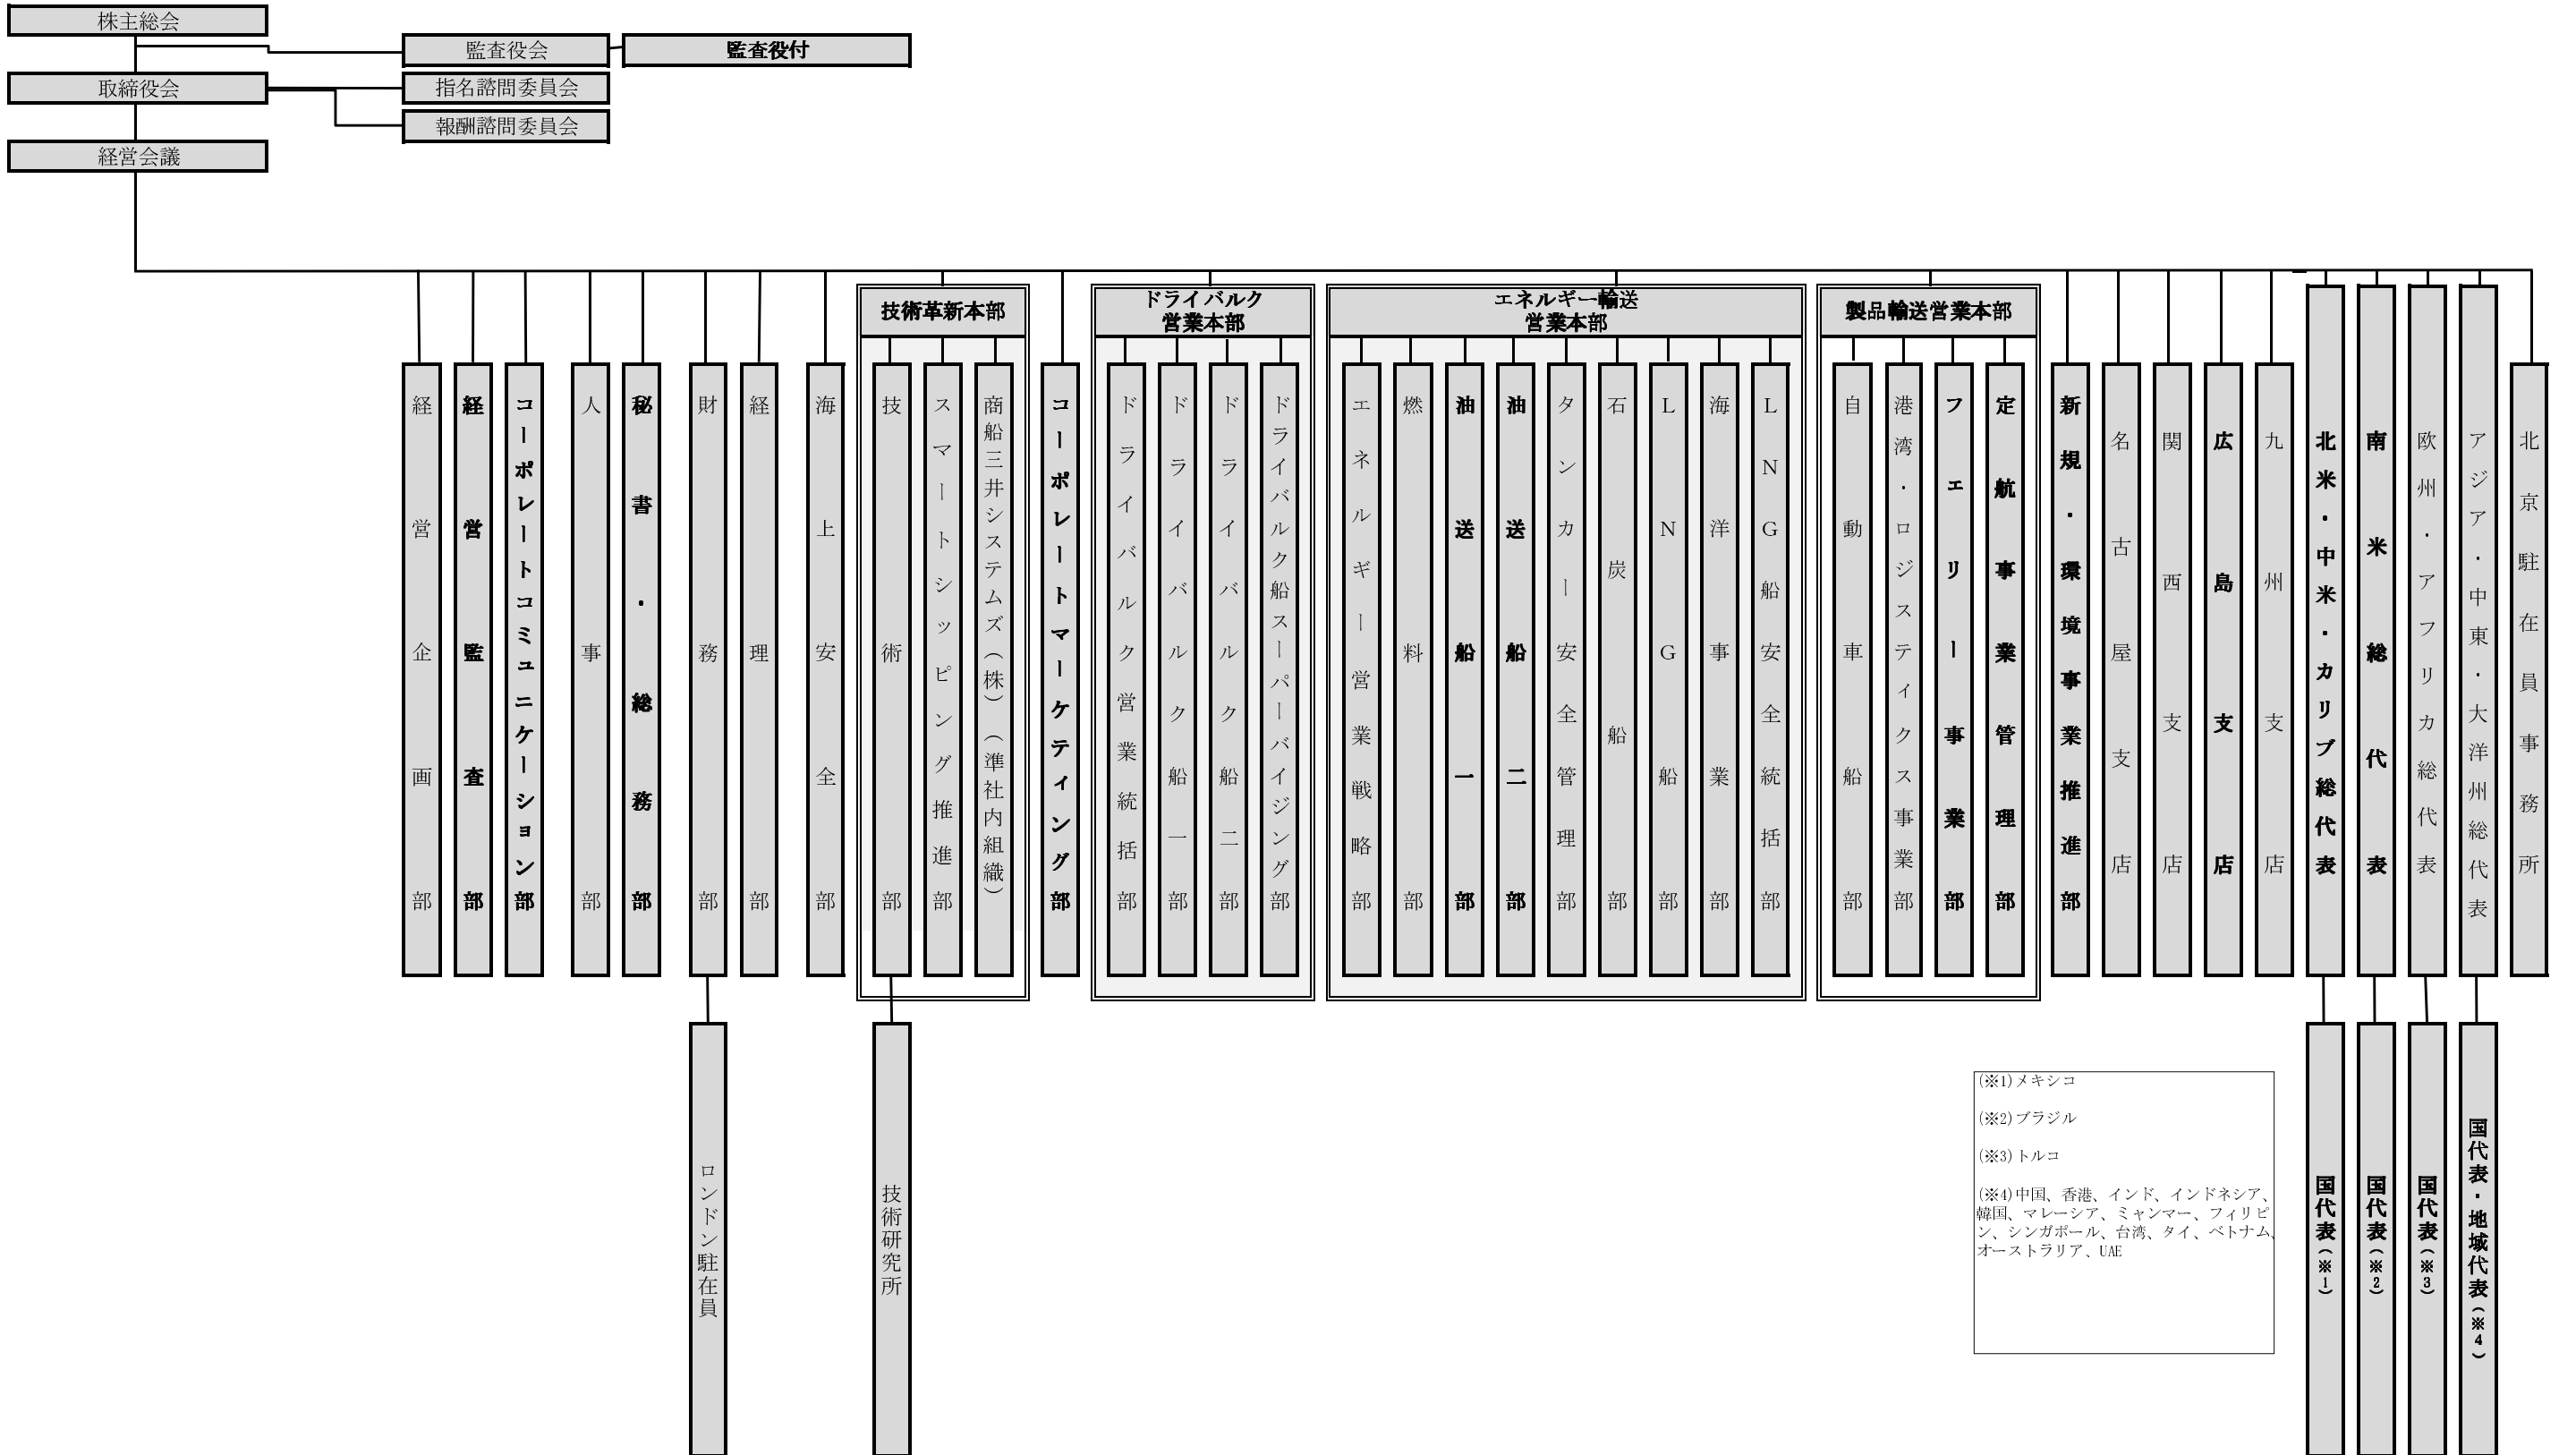 株主総会
監査役会
監査役付
取締役会
指名諮問委員会
報酬諮問委員会
経営会議
技術革新本部
ドライバルク
営業本部
エネルギー輸送
営業本部
製品輸送営業本部
経営企画部
経営監査部
コーポレートコミュニケーション部
人事部
秘書・総務部
財務部
経理部
海上安全部
技術部
スマートシッピング推進部
商船三井システムズ(株)(準社内組織)
コーポレートマーケティング部
ドライバルク営業統括部
ドライバルク船一部
ドライバルク船二部
ドライバルク船スーパーバイジング部
エネルギー営業戦略部
燃料部
油送船一部
油送船二部
タンカー安全管理部
石炭船部
LNG船部
海洋事業部
LNG船安全統括部
自動車船部
港湾・ロジスティクス事業部
フェリー事業部
定航事業管理部
新規・環境事業推進部
名古屋支店
関西支店
広島支店
九州支店
北米・中米・カリブ総代表
南米総代表
欧州・アフリカ総代表
アジア・中東・大洋州総代表
北京駐在員事務所
ロンドン駐在員
技術研究所
国代表(※1)
国代表(※2)
国代表(※3)
国代表・地域代表(※4)
(※1)メキシコ
(※2)ブラジル
(※3)トルコ
(※4)中国、香港、インド、インドネシア、
韓国、マレーシア、ミャンマー、フィリピ
ン、シンガポール、台湾、タイ、ベトナム、
オーストラリア、UAE